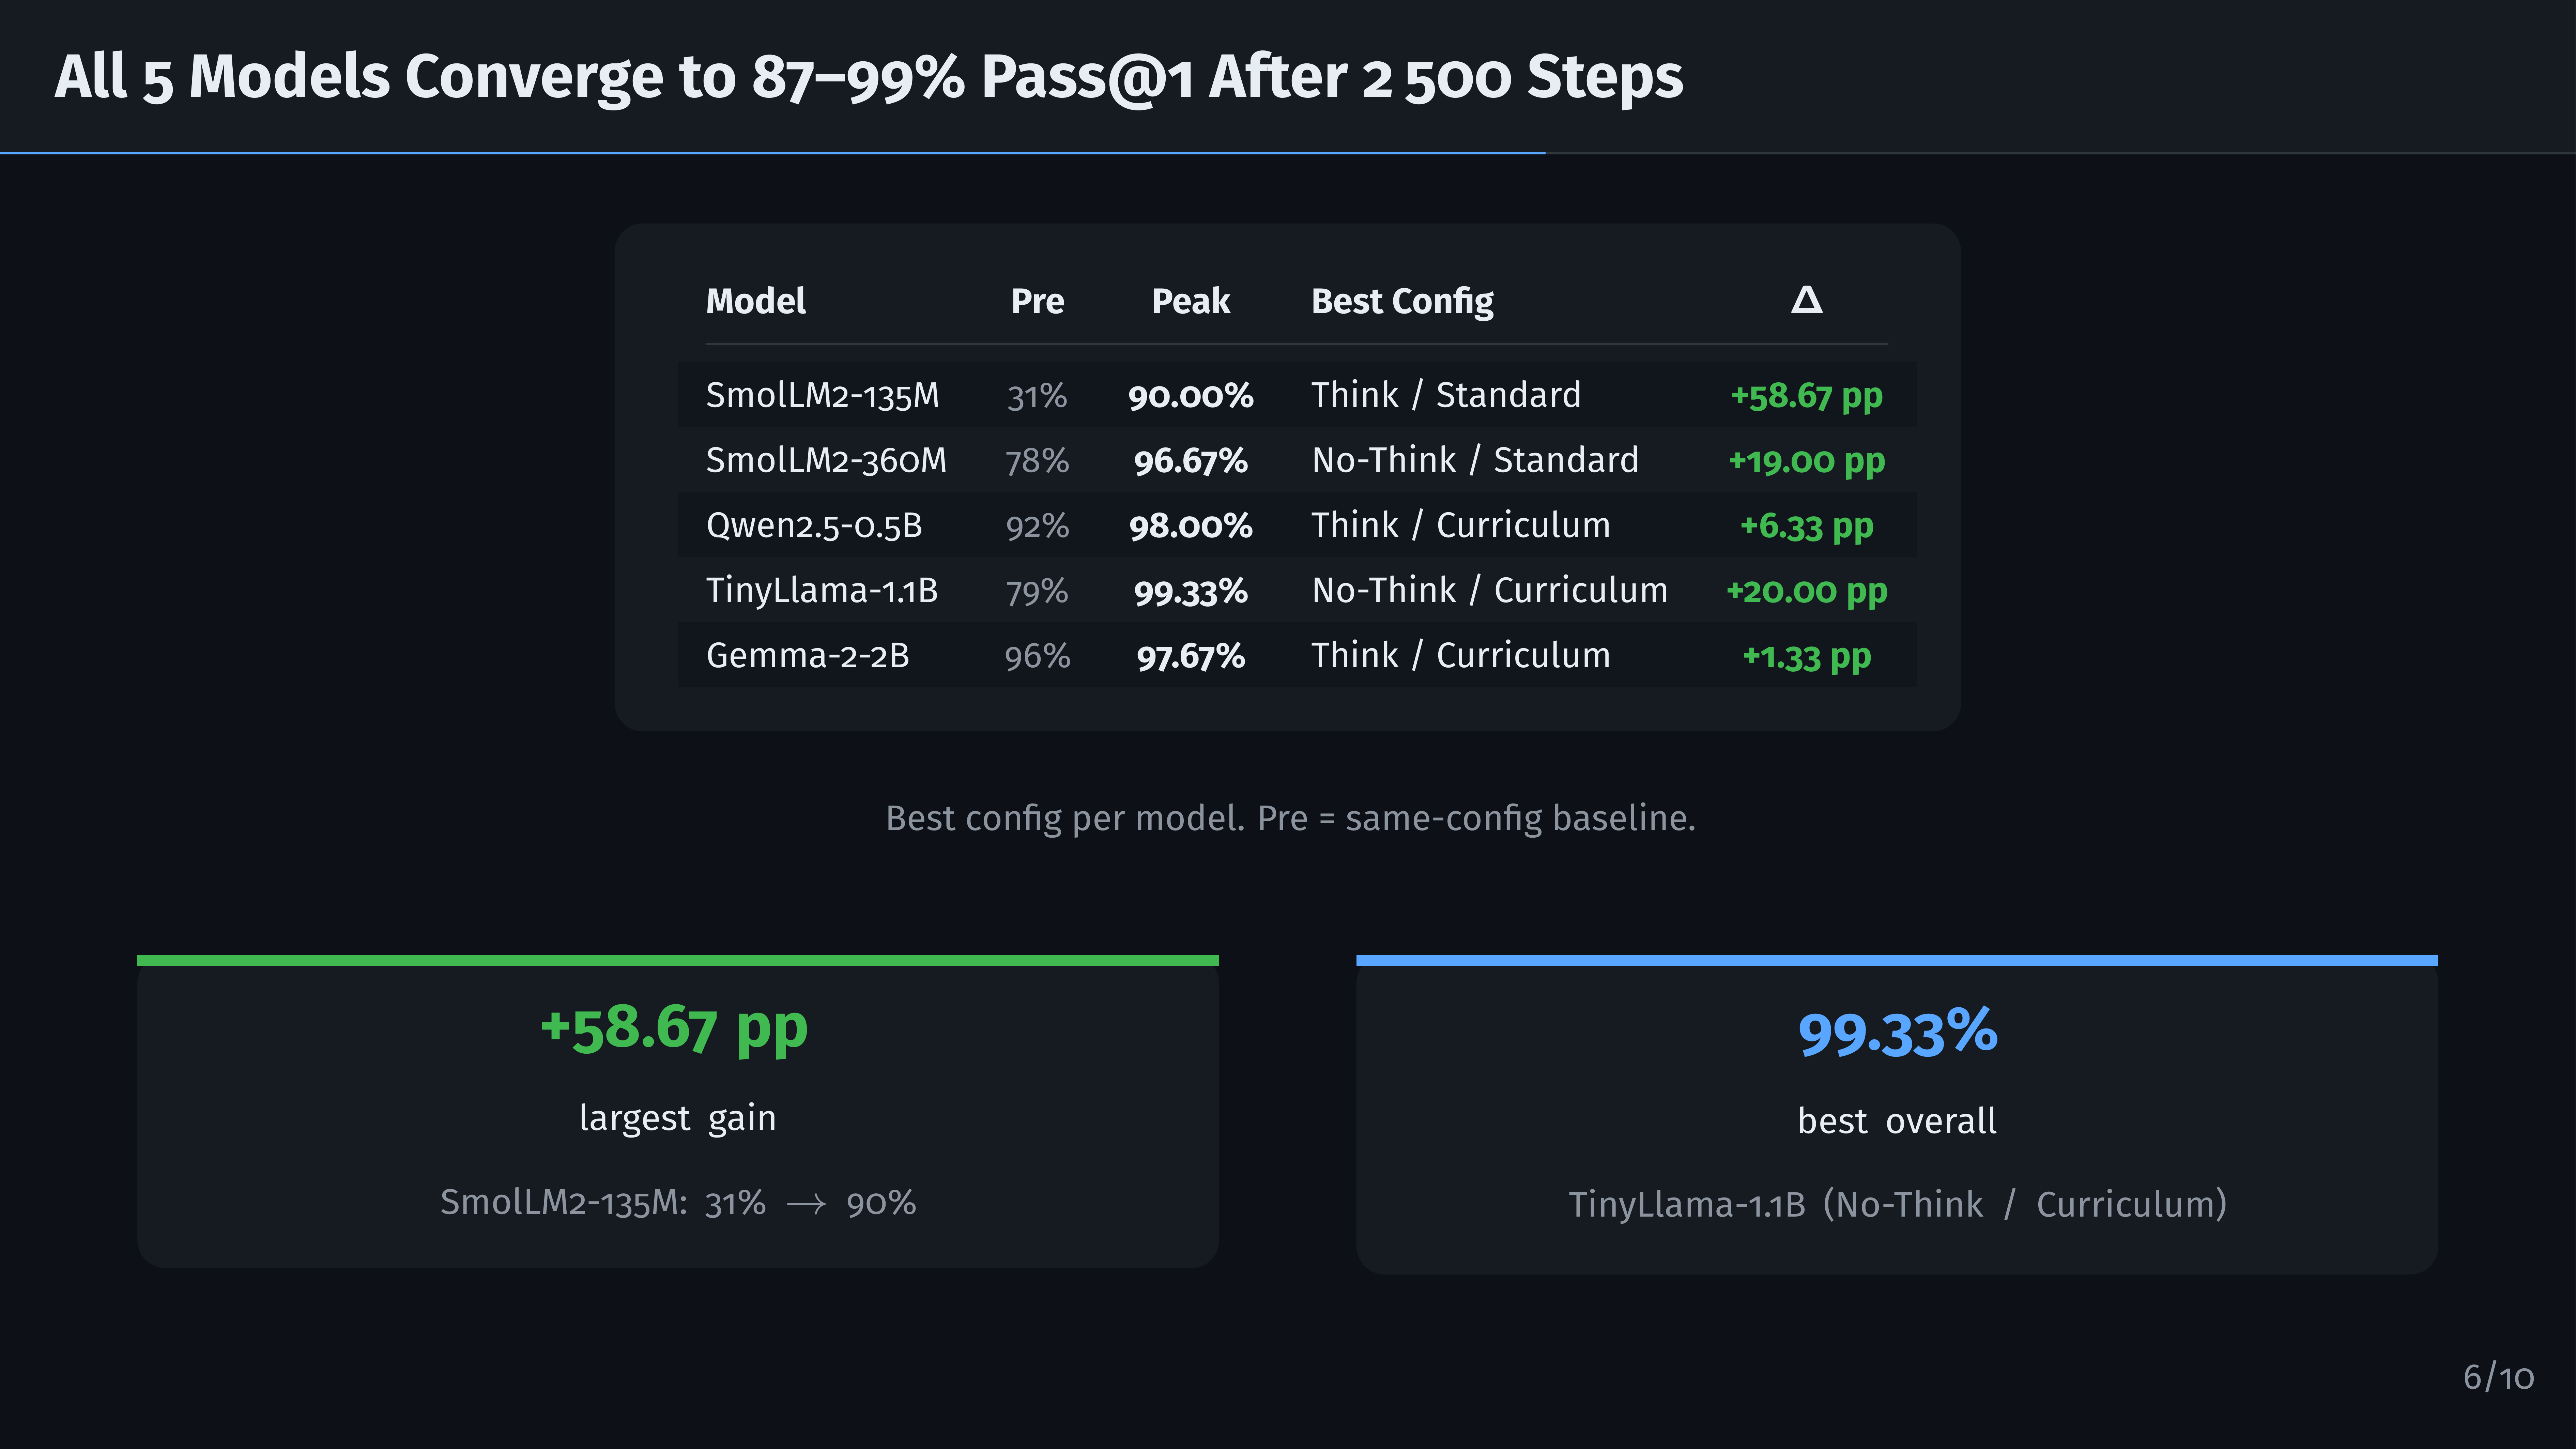 All 5 Models Converge to 87–99% Pass@1 After 2 500 Steps
Model Pre Peak Best Config Δ
SmolLM2-135M 31% 90.00% Think / Standard +58.67 pp
SmolLM2-360M 78% 96.67% No-Think / Standard +19.00 pp
Qwen2.5-0.5B 92% 98.00% Think / Curriculum +6.33 pp
TinyLlama-1.1B 79% 99.33% No-Think / Curriculum +20.00 pp
Gemma-2-2B 96% 97.67% Think / Curriculum +1.33 pp
Best config per model. Pre = same-config baseline.
+58.67 pp
largest gain
SmolLM2-135M: 31% → 90%
99.33%
best overall
TinyLlama-1.1B (No-Think / Curriculum)
6/10